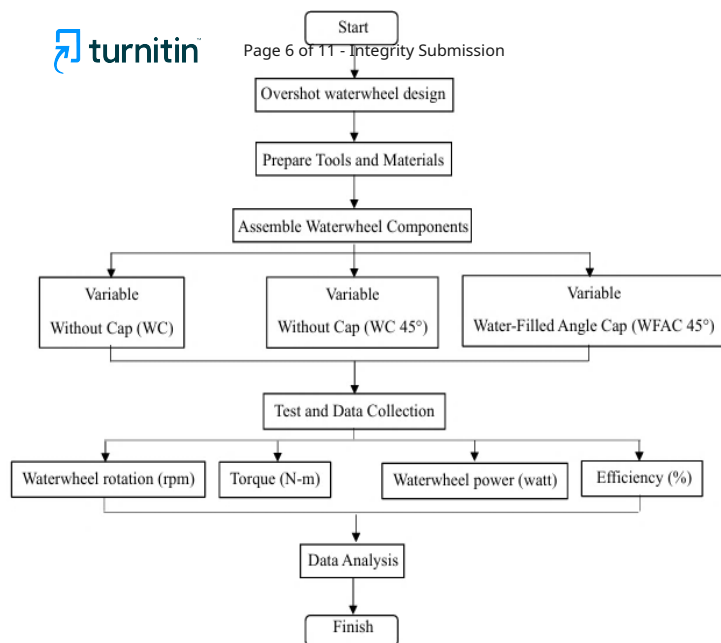 Start
turnitin
Page 6 of 11 - Integrity Submission
Overshot waterwheel design
Prepare Tools and Materials
Assemble Waterwheel Components
Variable
Without Cap (WC)
Variable
Without Cap (WC 45°)
Variable
Water-Filled Angle Cap (WFAC 45°)
Test and Data Collection
Waterwheel rotation (rpm)
Torque (N-m)
Waterwheel power (watt)
Efficiency (%)
Data Analysis
Finish